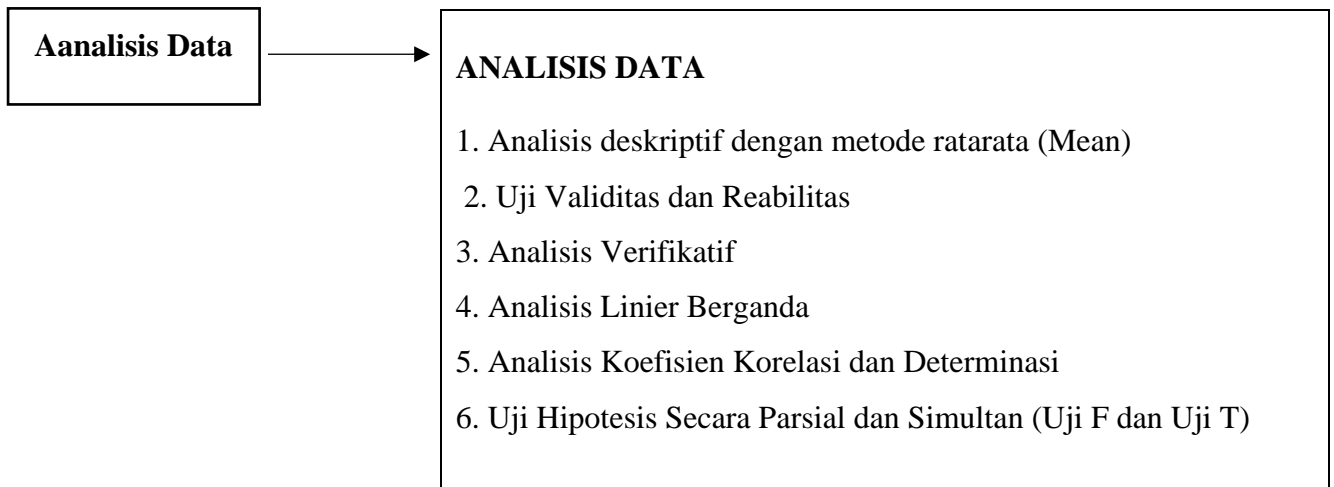 Aanalisis Data
ANALISIS DATA
1. Analisis deskriptif dengan metode ratarata (Mean)
2. Uji Validitas dan Reabilitas
3. Analisis Verifikatif
4. Analisis Linier Berganda
5. Analisis Koefisien Korelasi dan Determinasi
6. Uji Hipotesis Secara Parsial dan Simultan (Uji F dan Uji T)